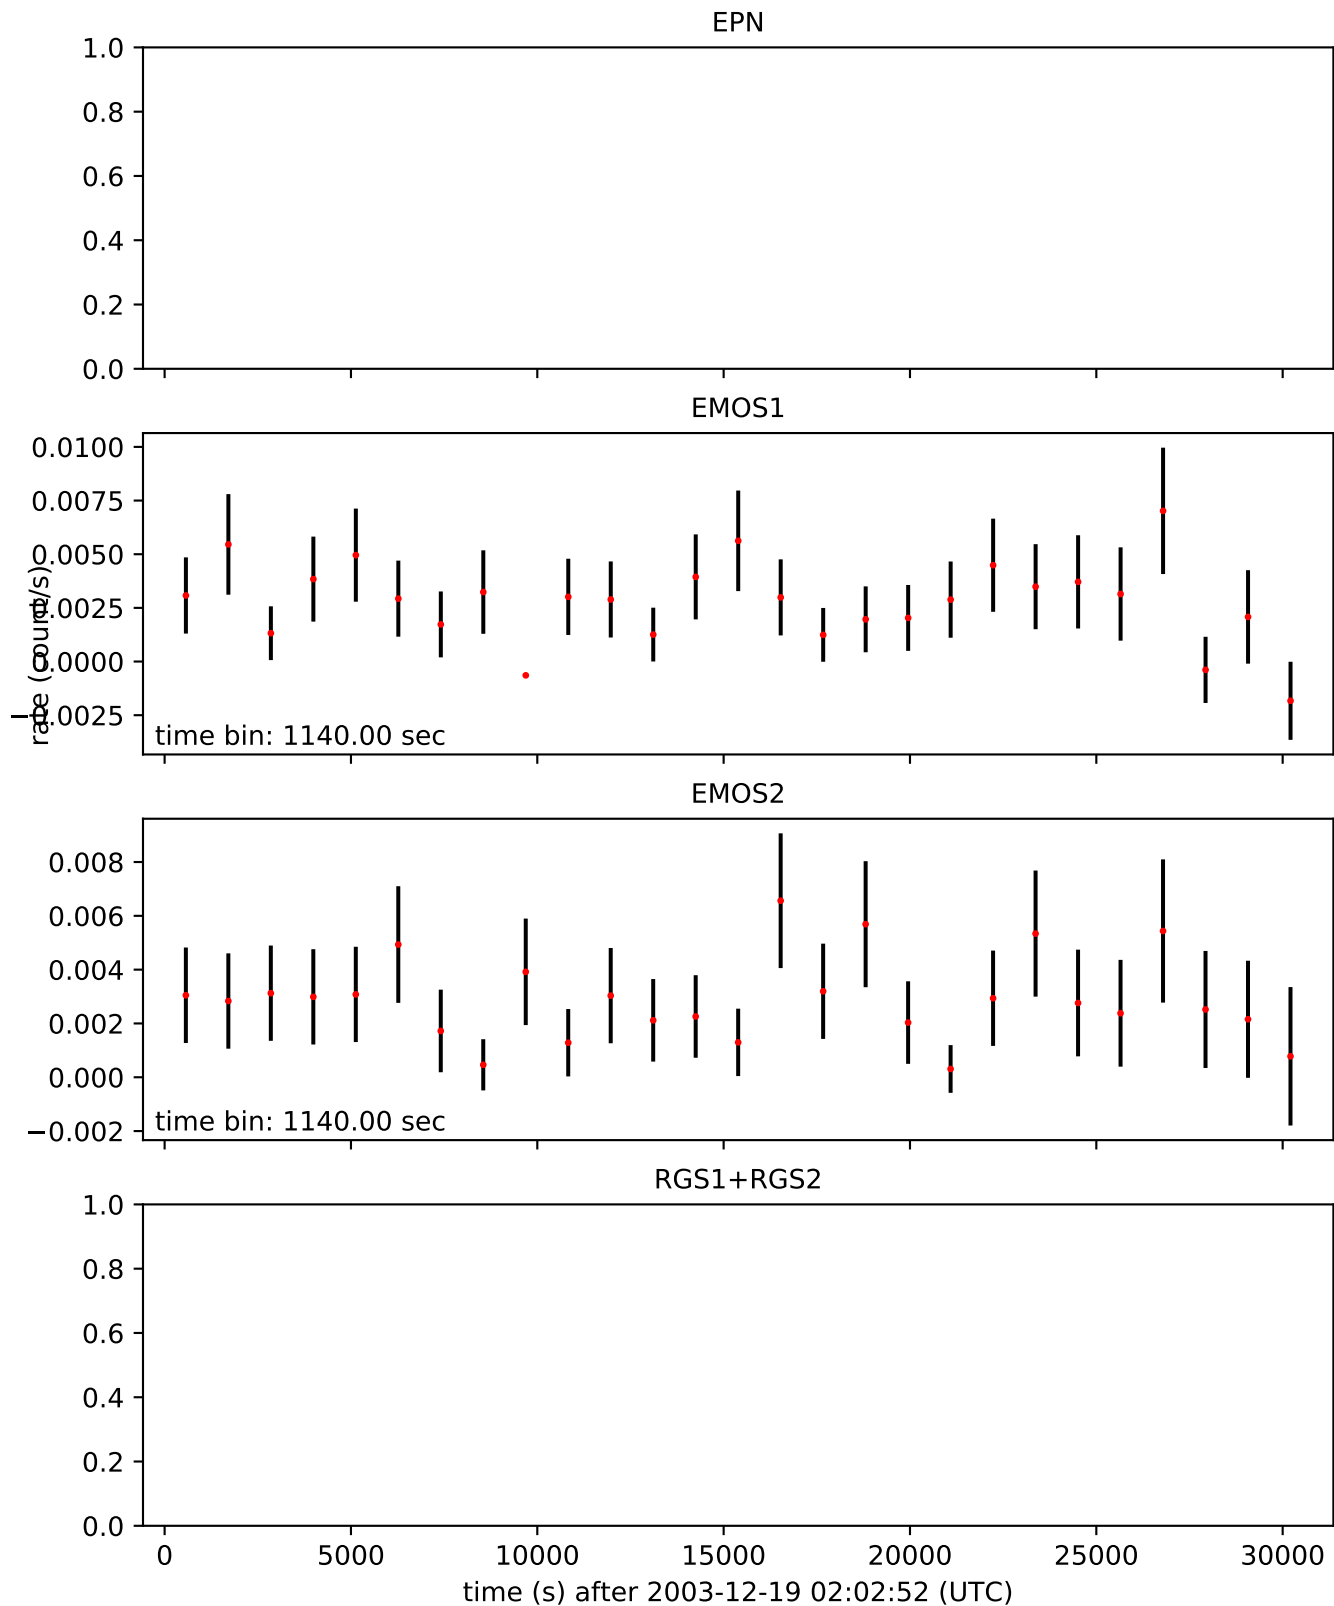 EPN
1.0
0.8
0.6
0.4
0.2
0.0
EMOS1
0.0100
0.0075
0.0050
0.0025
0.0000
−0.0025
rate (count/s)
time bin: 1140.00 sec
EMOS2
0.008
0.006
0.004
0.002
0.000
−0.002
time bin: 1140.00 sec
RGS1+RGS2
1.0
0.8
0.6
0.4
0.2
0.0
0 5000 10000 15000 20000 25000 30000
time (s) after 2003-12-19 02:02:52 (UTC)